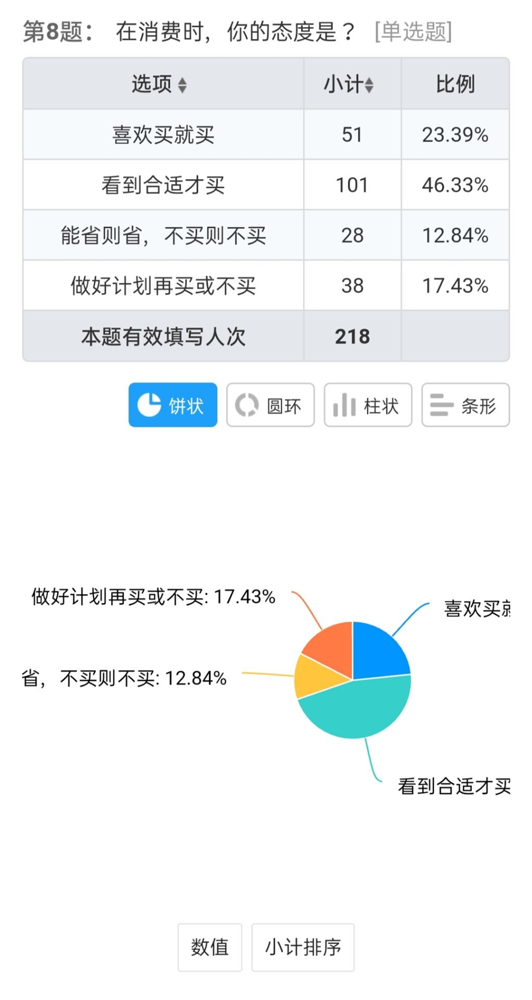 第8题： 在消费时，你的态度是？ [单选题]
选项 小计 比例
喜欢买就买 51 23.39%
看到合适才买 101 46.33%
能省则省，不买则不买 28 12.84%
做好计划再买或不买 38 17.43%
本题有效填写人次 218
饼状 圆环 柱状 条形
做好计划再买或不买: 17.43%
喜欢买
省，不买则不买: 12.84%
看到合适才买
数值 小计排序